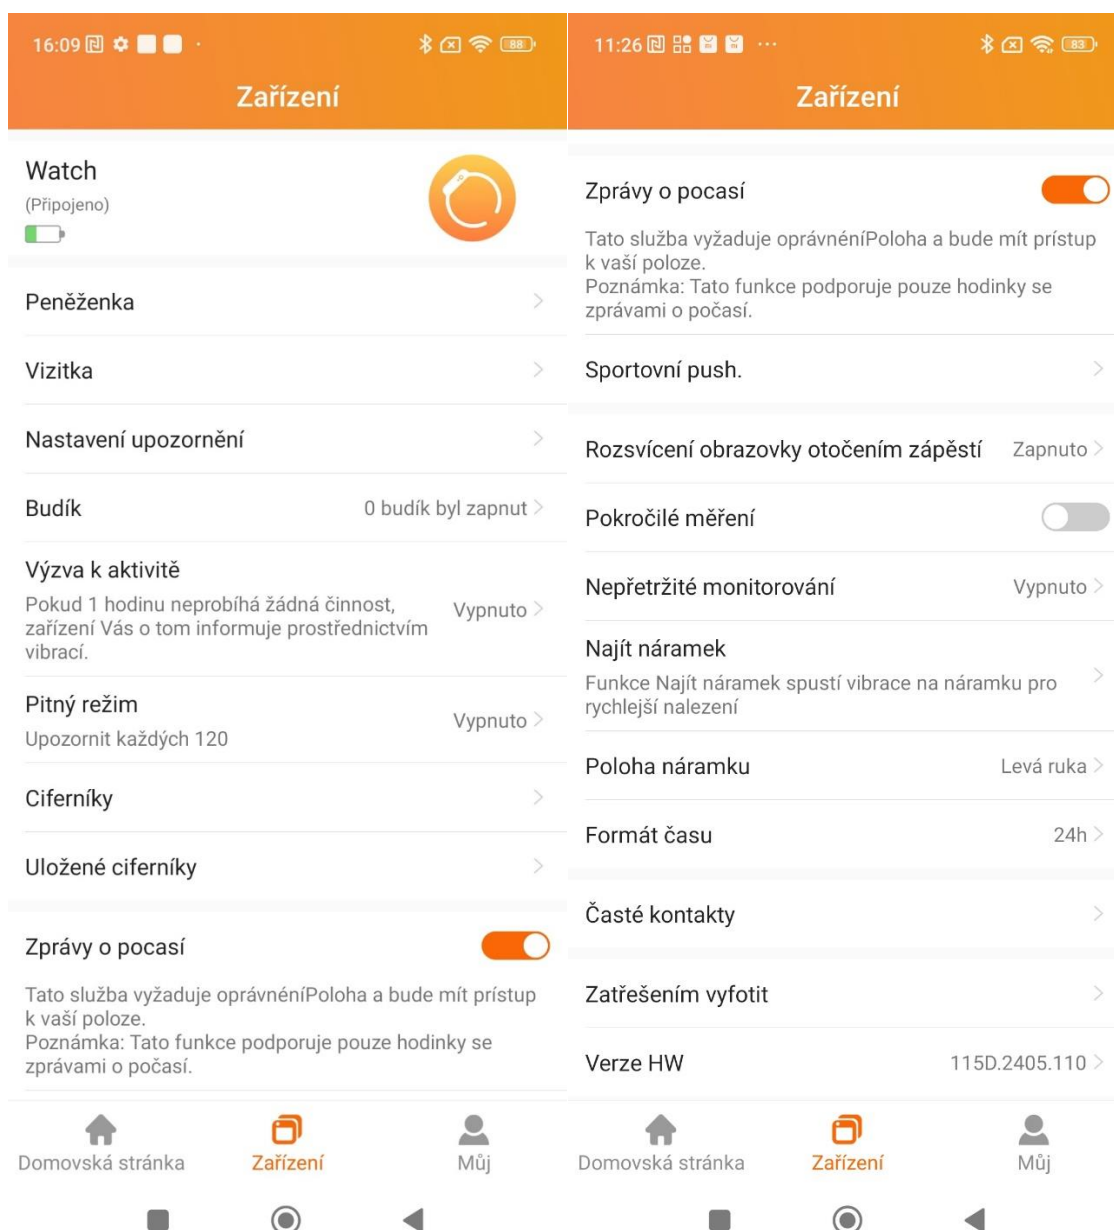 16:09
88
Zařízení
Watch
(Připojeno)
Peněženka
Vizitka
Nastavení upozornění
Budík 0 budík byl zapnut
Výzva k aktivitě
Pokud 1 hodinu neprobíhá žádná činnost,
zařízení Vás o tom informuje prostřednictvím
vibrací.
Vypnuto
Pitný režim
Upozornit každých 120
Vypnuto
Ciferníky
Uložené ciferníky
Zprávy o pocasí
Tato služba vyžaduje oprávnéníPoloha a bude mít prístup
k vaší poloze.
Poznámka: Tato funkce podporuje pouze hodinky se
zprávami o počasí.
Domovská stránka Zařízení Můj
11:26
83
Zařízení
Zprávy o pocasí
Tato služba vyžaduje oprávnéníPoloha a bude mít prístup
k vaší poloze.
Poznámka: Tato funkce podporuje pouze hodinky se
zprávami o počasí.
Sportovní push.
Rozsvícení obrazovky otočením zápěstí Zapnuto
Pokročilé měření
Nepřetržité monitorování Vypnuto
Najít náramek
Funkce Najít náramek spustí vibrace na náramku pro
rychlejší nalezení
Poloha náramku Levá ruka
Formát času 24h
Časté kontakty
Zatřešením vyfotit
Verze HW 115D.2405.110
Domovská stránka Zařízení Můj